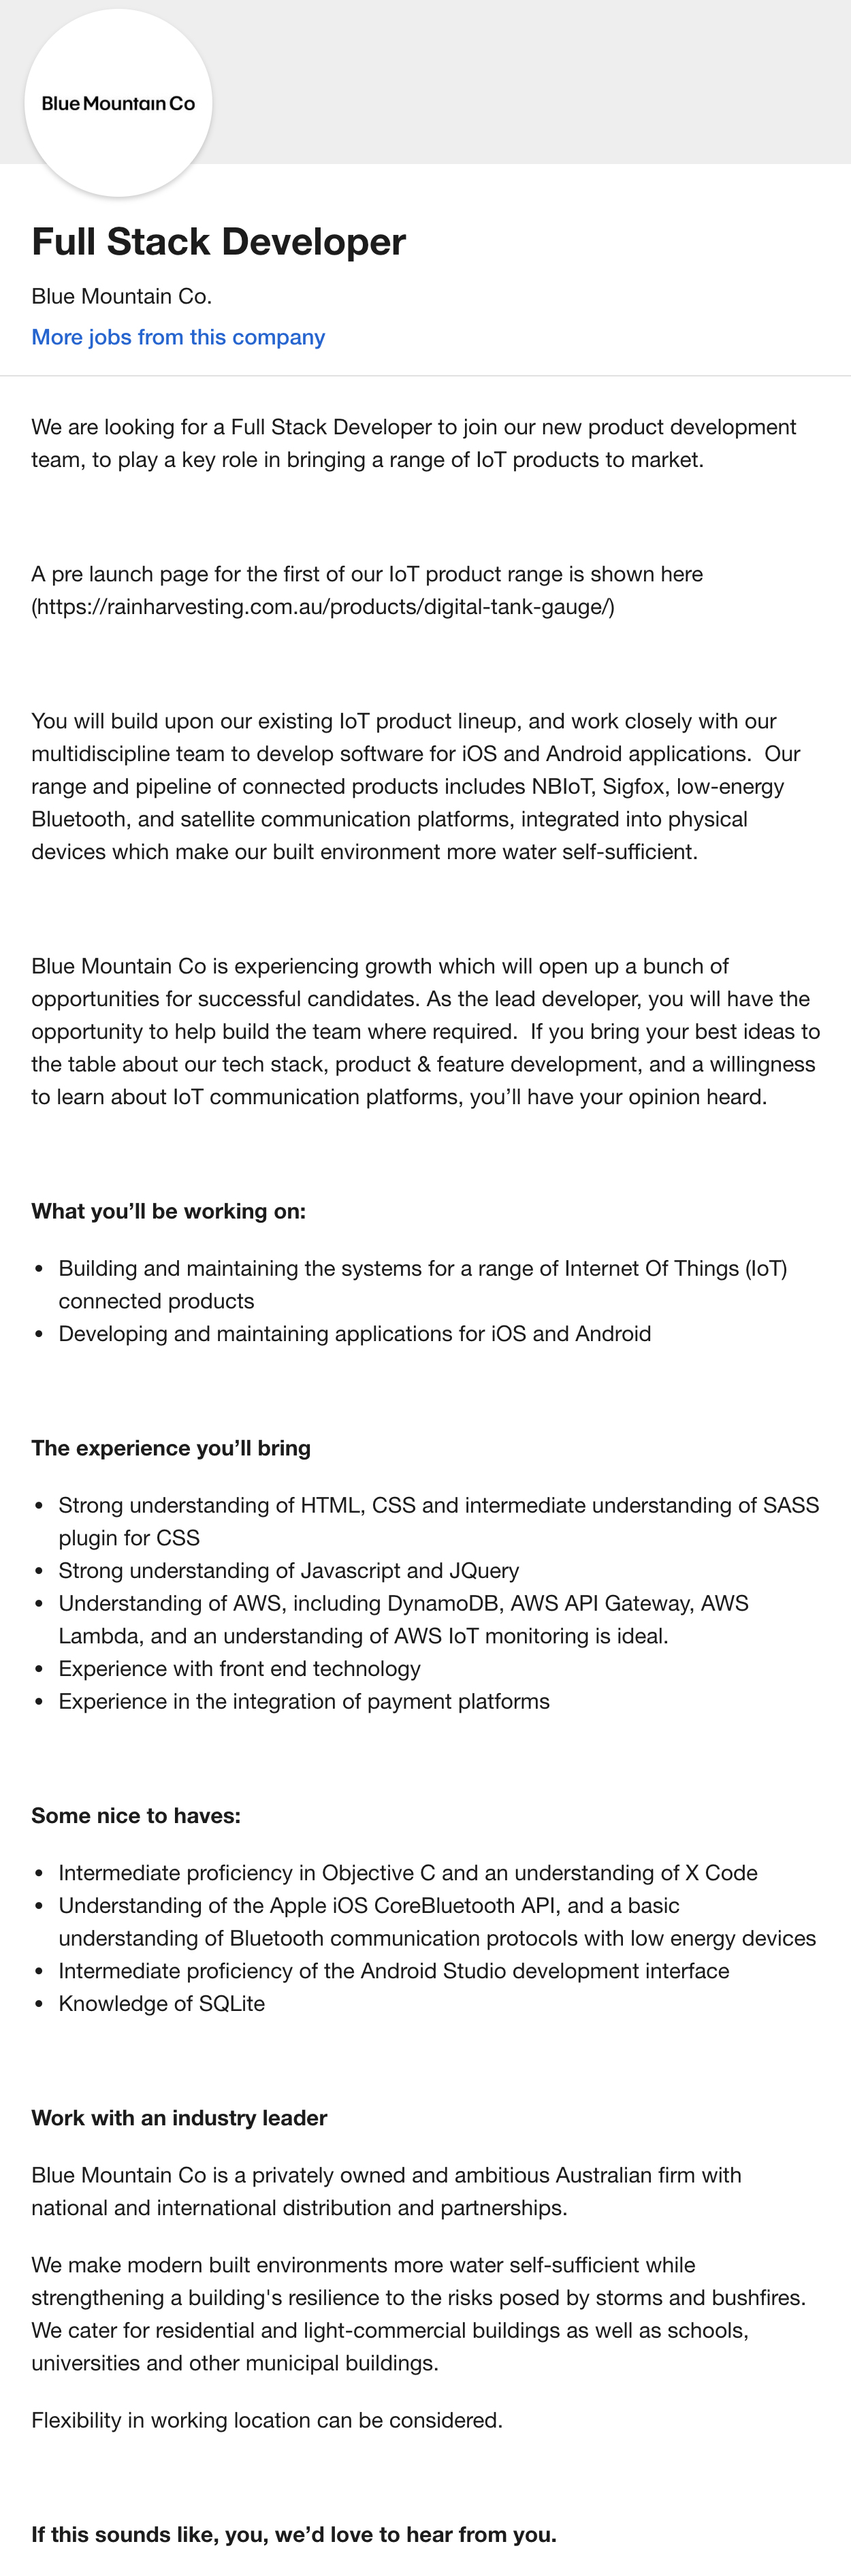 Blue Mountain Co
Full Stack Developer
Blue Mountain Co.
More jobs from this company
We are looking for a Full Stack Developer to join our new product development
team, to play a key role in bringing a range of IoT products to market.
A pre launch page for the first of our IoT product range is shown here
(https://rainharvesting.com.au/products/digital-tank-gauge/)
You will build upon our existing IoT product lineup, and work closely with our
multidiscipline team to develop software for iOS and Android applications.  Our
range and pipeline of connected products includes NBIoT, Sigfox, low-energy
Bluetooth, and satellite communication platforms, integrated into physical
devices which make our built environment more water self-sufficient.
Blue Mountain Co is experiencing growth which will open up a bunch of
opportunities for successful candidates. As the lead developer, you will have the
opportunity to help build the team where required.  If you bring your best ideas to
the table about our tech stack, product & feature development, and a willingness
to learn about IoT communication platforms, you’ll have your opinion heard.
What you’ll be working on:
• Building and maintaining the systems for a range of Internet Of Things (IoT)
connected products
• Developing and maintaining applications for iOS and Android
The experience you’ll bring
• Strong understanding of HTML, CSS and intermediate understanding of SASS
plugin for CSS
• Strong understanding of Javascript and JQuery
• Understanding of AWS, including DynamoDB, AWS API Gateway, AWS
Lambda, and an understanding of AWS IoT monitoring is ideal.
• Experience with front end technology
• Experience in the integration of payment platforms
Some nice to haves:
• Intermediate proficiency in Objective C and an understanding of X Code
• Understanding of the Apple iOS CoreBluetooth API, and a basic
understanding of Bluetooth communication protocols with low energy devices
• Intermediate proficiency of the Android Studio development interface
• Knowledge of SQLite
Work with an industry leader
Blue Mountain Co is a privately owned and ambitious Australian firm with
national and international distribution and partnerships.
We make modern built environments more water self-sufficient while
strengthening a building's resilience to the risks posed by storms and bushfires.
We cater for residential and light-commercial buildings as well as schools,
universities and other municipal buildings.
Flexibility in working location can be considered.
If this sounds like, you, we’d love to hear from you.